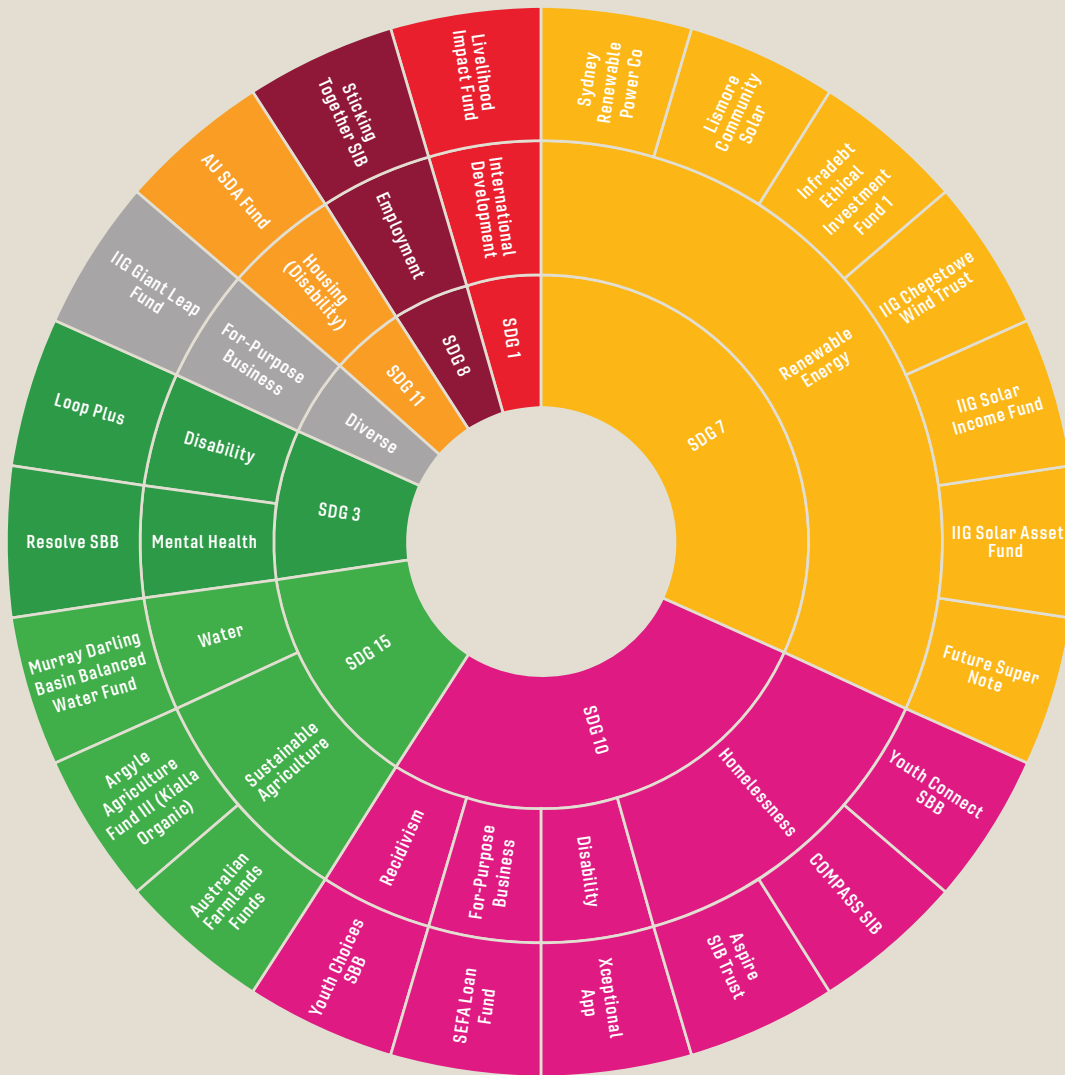 SDG 7
Renewable
Energy
Sydney
Renewable
Power Co
Lismore
Community
Solar
Infradebt
Ethical
Investment
Fund 1
IIG Chepstowe
Wind Trust
IIG Solar
Income Fund
IIG Solar Asset
Fund
Future Super
Note
SDG 10
Homelessness
Youth Connect
SBB
COMPASS SIB
Aspire
SIB Trust
Disability
Xceptional
App
For-Purpose
Business
SEFA Loan
Fund
Recidivism
Youth Choices
SBB
SDG 15
Sustainable
Agriculture
Australian
Farmlands
Funds
Argyle
Agriculture
Fund III (Kialla
Organic)
Water
Murray Darling
Basin Balanced
Water Fund
SDG 3
Mental Health
Resolve SBB
Disability
Loop Plus
Diverse
For-Purpose
Business
IIG Giant Leap
Fund
SDG 11
Housing
(Disability)
AU SDA Fund
SDG 8
Employment
Sticking
Together SIB
SDG 1
International
Development
Livelihood
Impact Fund